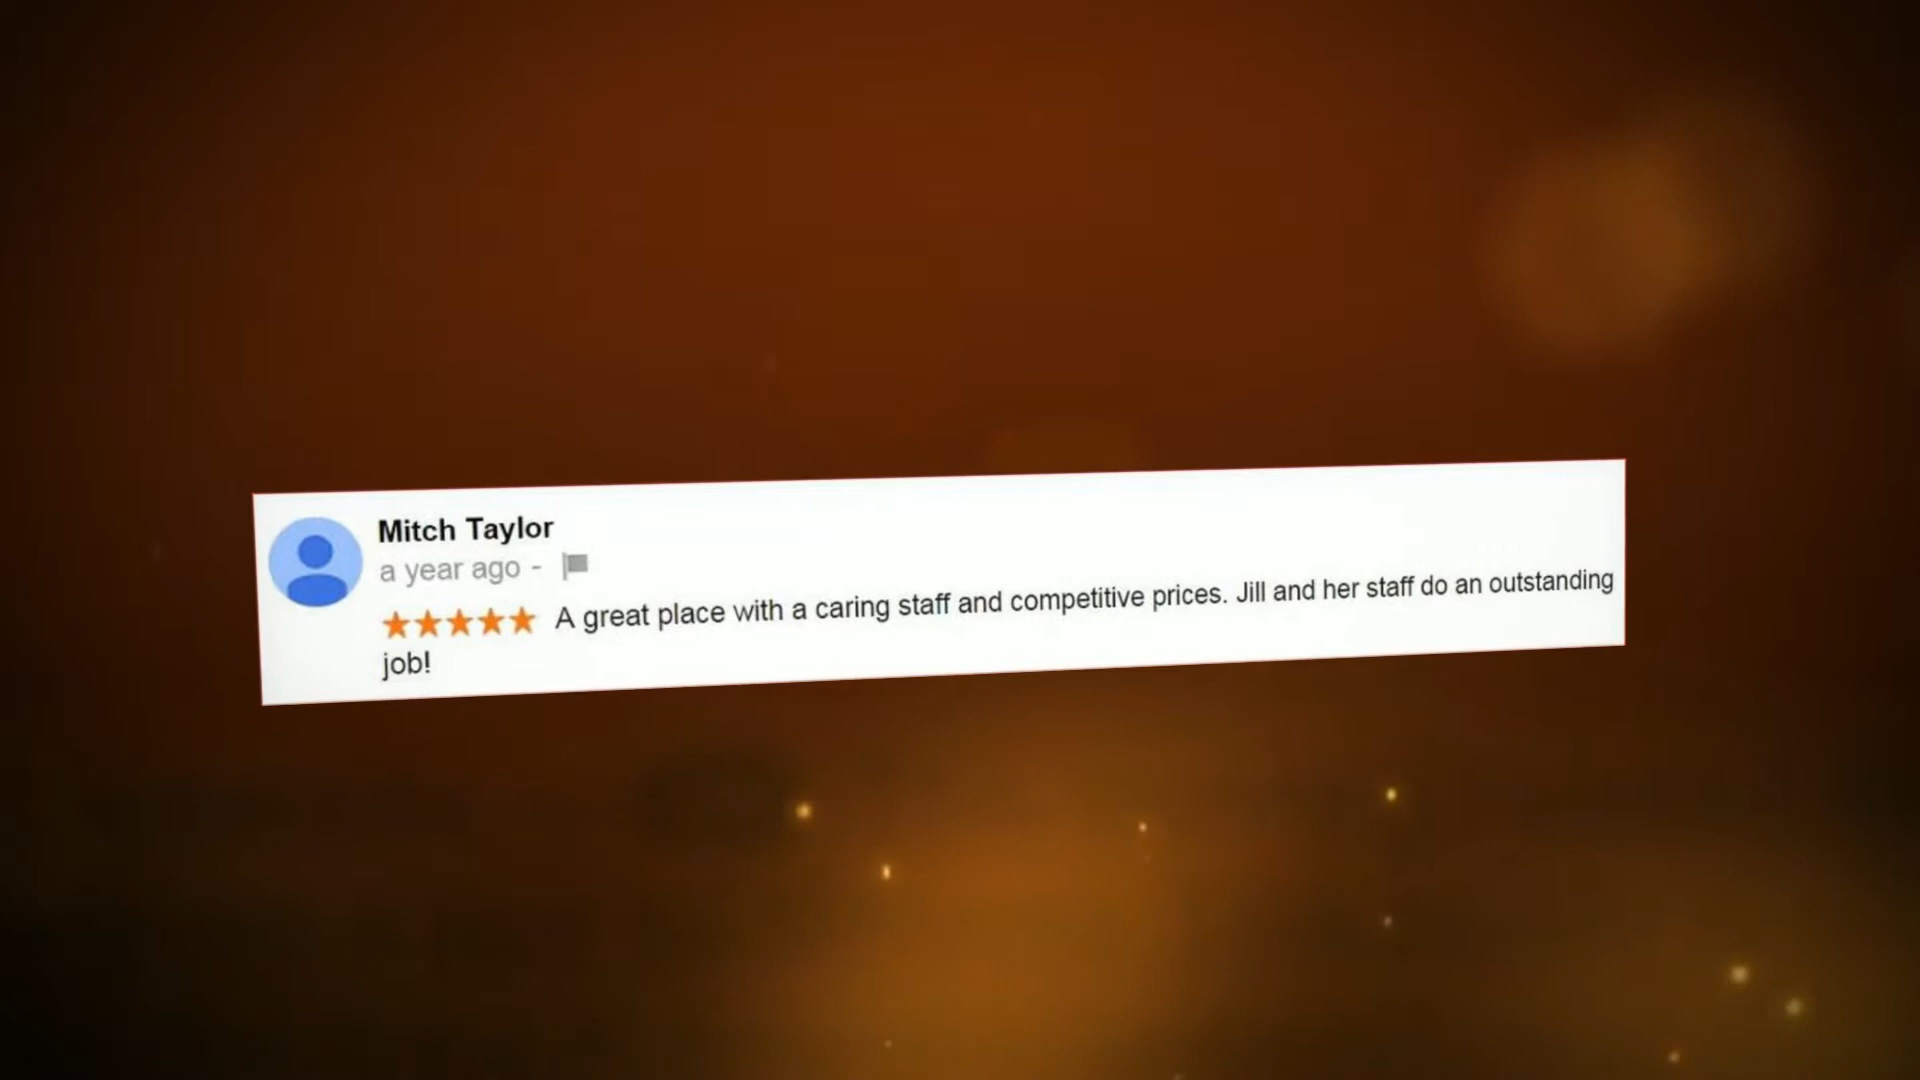 Mitch Taylor
a year ago -
A great place with a caring staff and competitive prices. Jill and her staff do an outstanding
job!